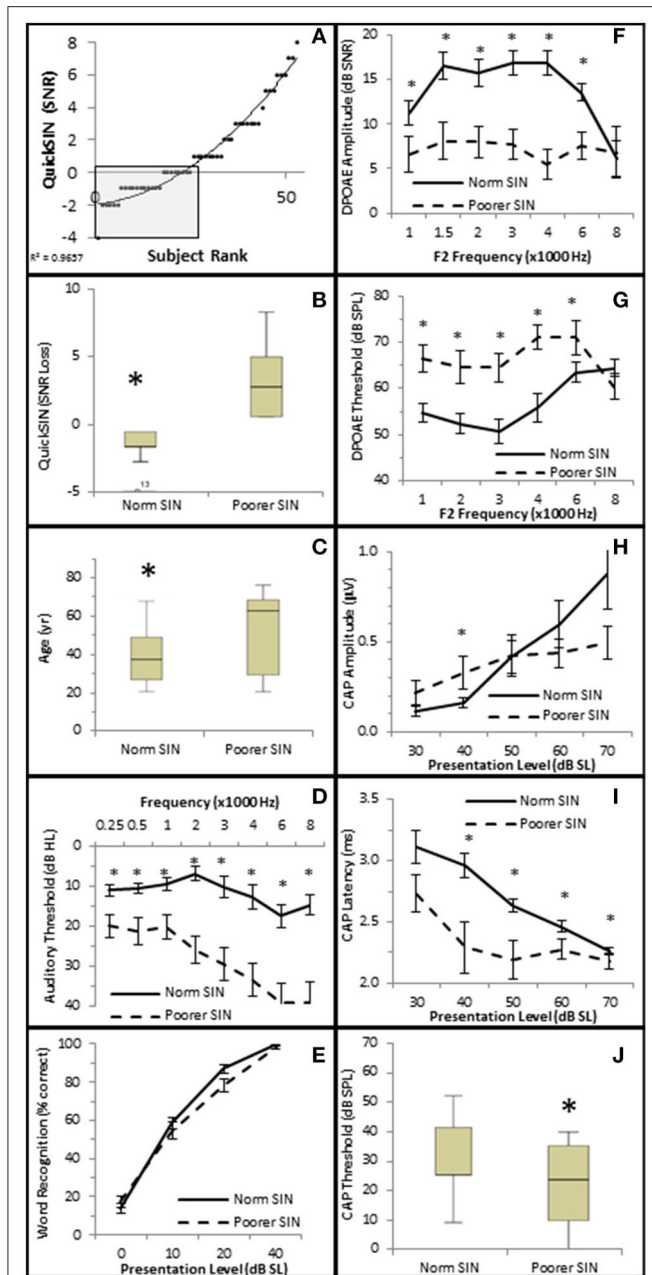 A
QuickSIN (SNR)
8
6
4
2
0
-2
-4
0
50
R² = 0.9637
Subject Rank
F
DPOAE Amplitude (dB SNR)
20
15
10
5
0
Norm SIN
Poorer SIN
* * * * * *
1 1.5 2 3 4 6 8
F2 Frequency (x1000 Hz)
B
QuickSIN (SNR Loss)
10
5
0
-5
*
13
Norm SIN Poorer SIN
G
DPOAE Threshold (dB SPL)
80
70
60
50
40
* * * * *
Norm SIN
Poorer SIN
1 2 3 4 6 8
F2 Frequency (x1000 Hz)
C
Age (yr)
80
60
40
20
0
*
Norm SIN Poorer SIN
H
CAP Amplitude (µV)
1.0
0.5
0.0
*
Norm SIN
Poorer SIN
30 40 50 60 70
Presentation Level (dB SL)
D
Frequency (x1000 Hz)
0.25 0.5 1 2 3 4 6 8
Auditory Threshold (dB HL)
0
10
20
30
40
* * * * * * * *
Norm SIN
Poorer SIN
I
CAP Latency (ms)
3.5
3.0
2.5
2.0
Norm SIN
Poorer SIN
* * * *
30 40 50 60 70
Presentation Level (dB SL)
E
Word Recognition (% correct)
100
80
60
40
20
0
Norm SIN
Poorer SIN
0 10 20 40
Presentation Level (dB SL)
J
CAP Threshold (dB SPL)
70
60
50
40
30
20
10
0
*
Norm SIN Poorer SIN